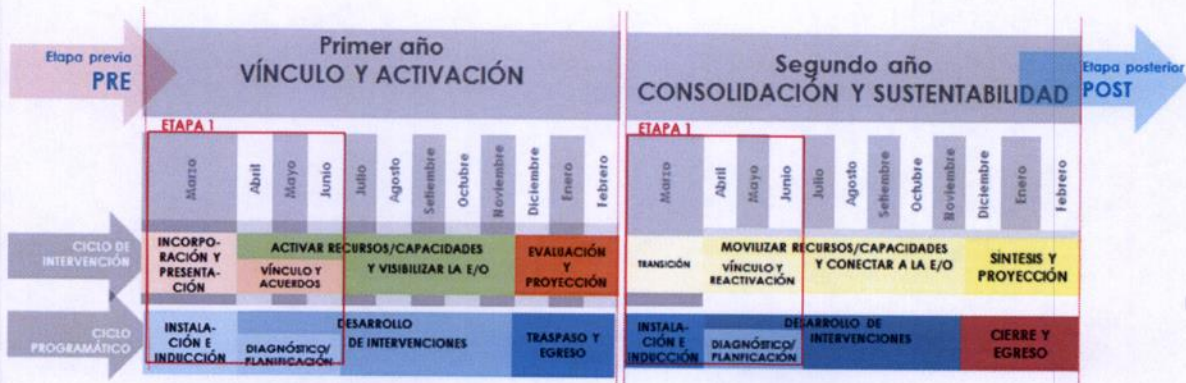 Etapa previa
PRE
Primer año
VÍNCULO Y ACTIVACIÓN
Segundo año
CONSOLIDACIÓN Y SUSTENTABILIDAD
Etapa posterior
POST
ETAPA 1
Marzo
Abril
Mayo
Junio
Julio
Agosto
Setiembre
Octubre
Noviembre
Diciembre
Enero
Febrero
ETAPA 1
Marzo
Abril
Mayo
Junio
Julio
Agosto
Setiembre
Octubre
Noviembre
Diciembre
Enero
Febrero
CICLO DE
INTERVENCIÓN
INCORPO-
RACIÓN Y
PRESENTA-
CIÓN
ACTIVAR RECURSOS/CAPACIDADES
Y VISIBILIZAR LA E/O
VÍNCULO Y
ACUERDOS
EVALUACIÓN
Y
PROYECCIÓN
TRANSICIÓN
MOVILIZAR RECURSOS/CAPACIDADES
Y CONECTAR A LA E/O
VÍNCULO Y
REACTIVACIÓN
SÍNTESIS Y
PROYECCIÓN
CICLO
PROGRAMÁTICO
INSTALA-
CIÓN E
INDUCCIÓN
DESARROLLO
DE INTERVENCIONES
DIAGNÓSTICO/
PLANIFICACIÓN
TRASPASO Y
EGRESO
INSTALA-
CIÓN E
INDUCCIÓN
DESARROLLO DE
INTERVENCIONES
DIAGNÓSTICO/
PLANIFICACIÓN
CIERRE Y
EGRESO